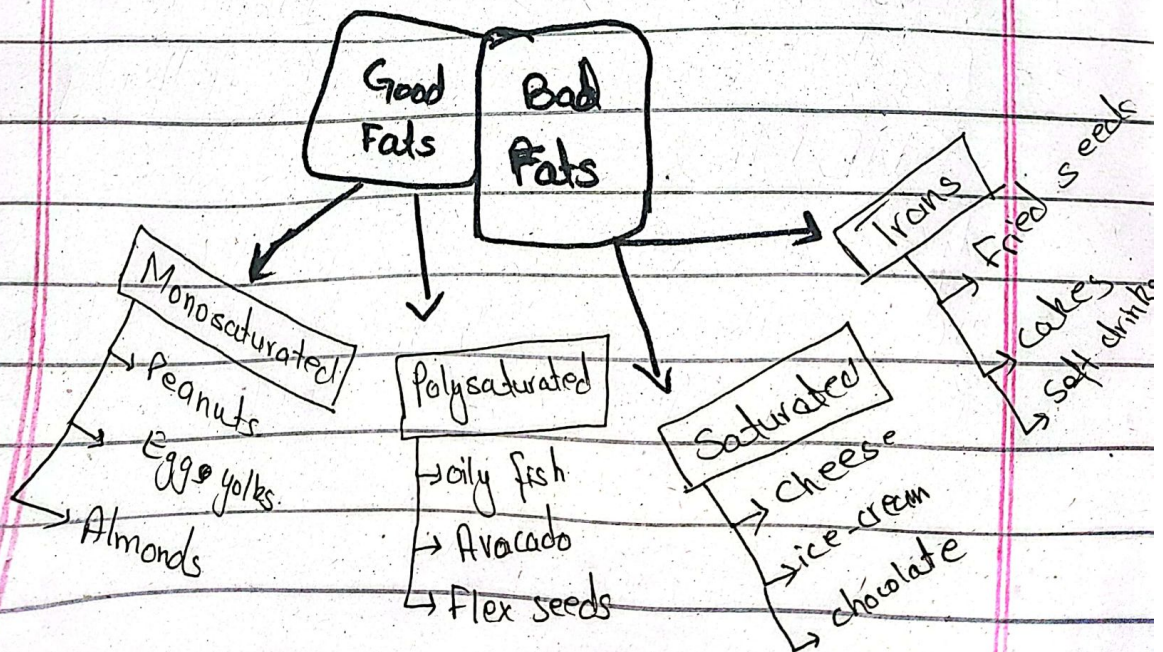 Good
Fats
Bad
Fats
Monosaturated
Peanuts
Eggs yolks
Almonds
Polysaturated
oily fish
Avacado
Flex seeds
Saturated
Cheese
ice-cream
chocolate
Trans
Fried seeds
cakes
Soft drinks